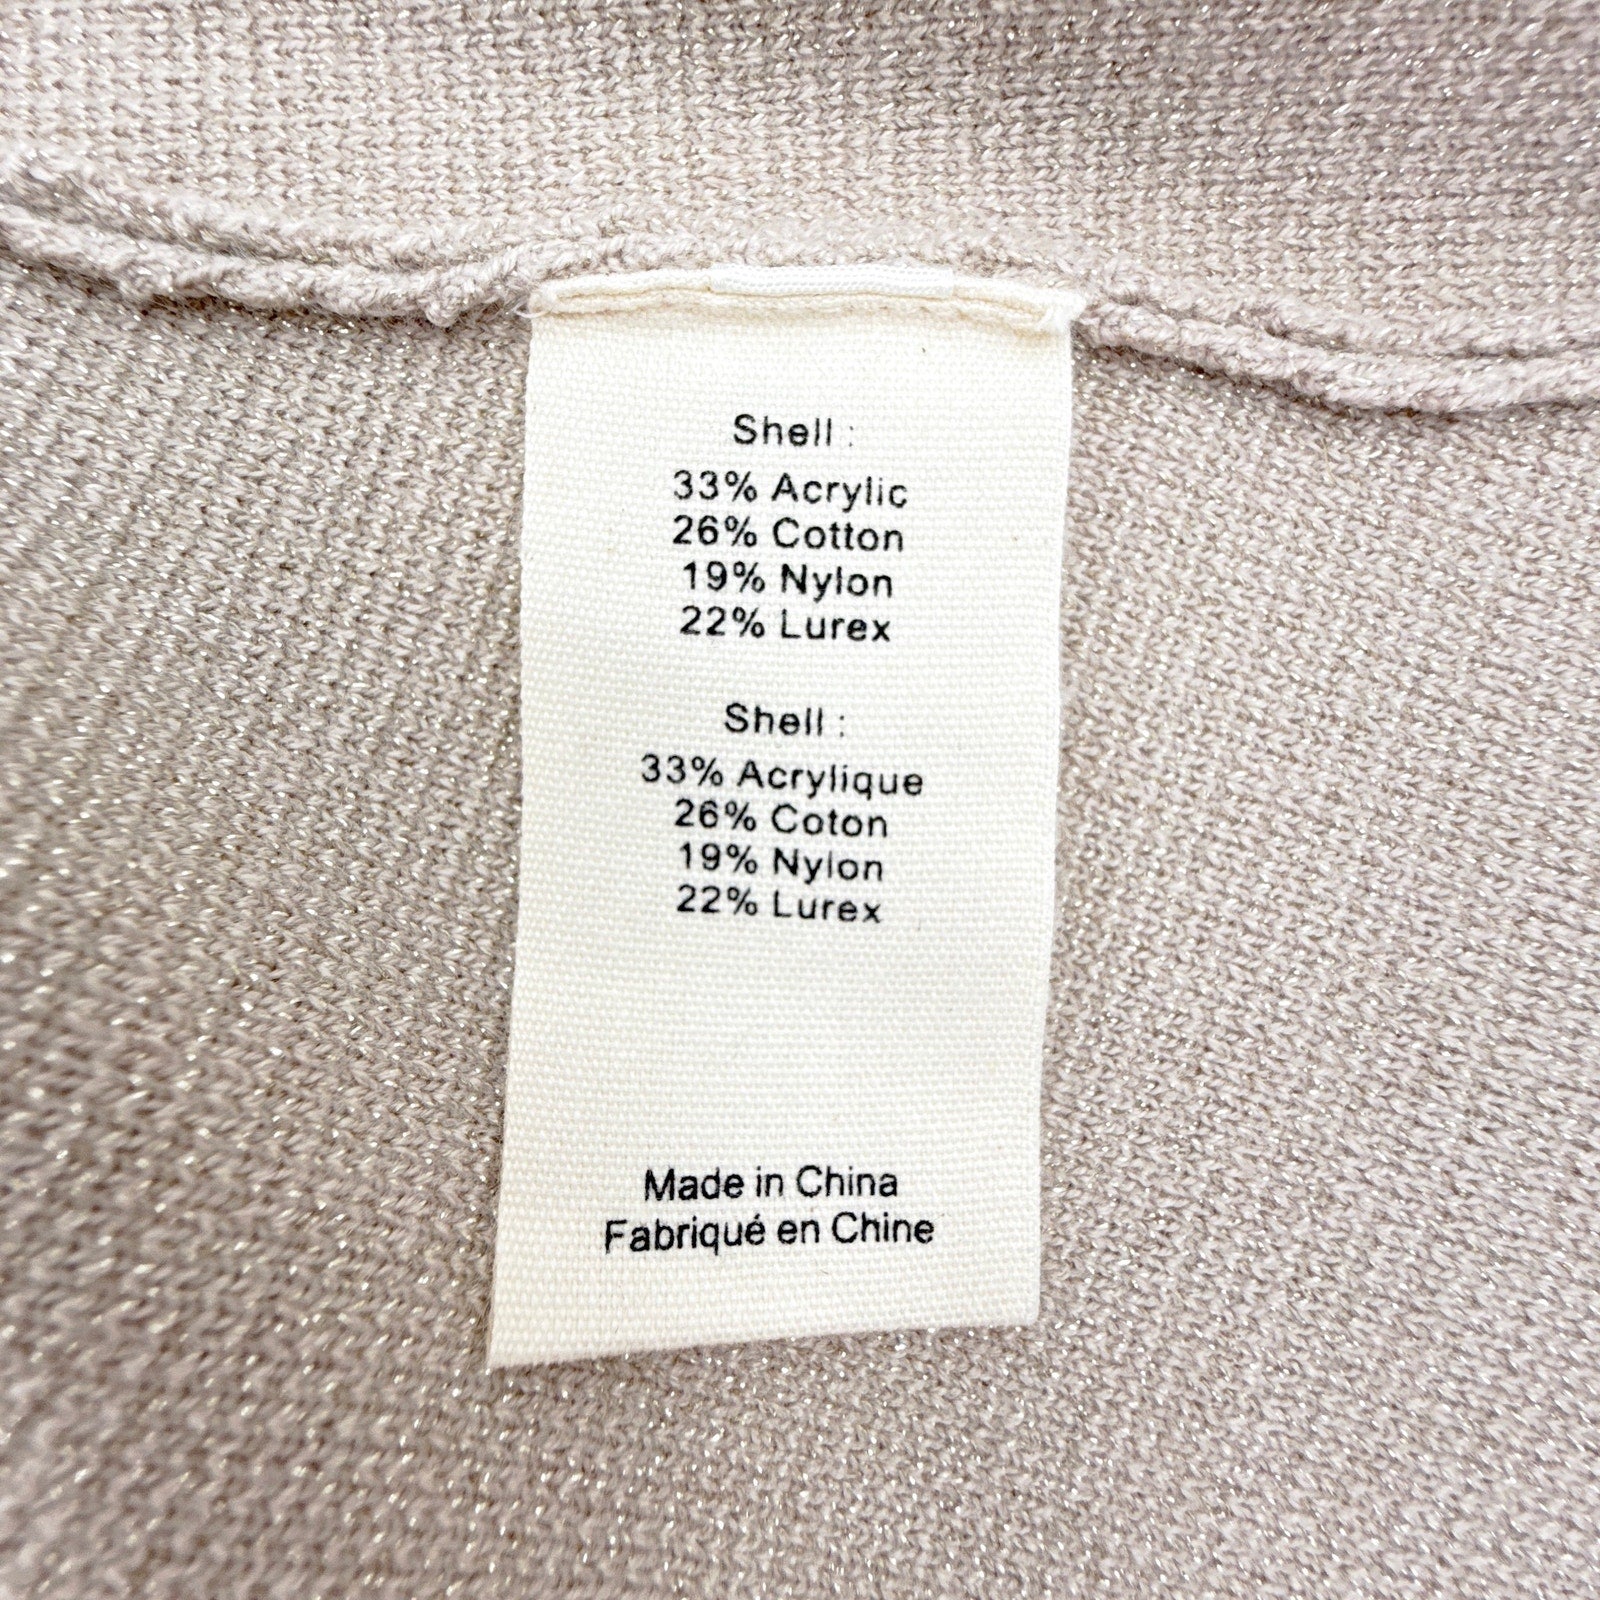 Shell :
33% Acrylic
26% Cotton
19% Nylon
22% Lurex
Shell :
33% Acrylique
26% Coton
19% Nylon
22% Lurex
Made in China
Fabriqué en Chine